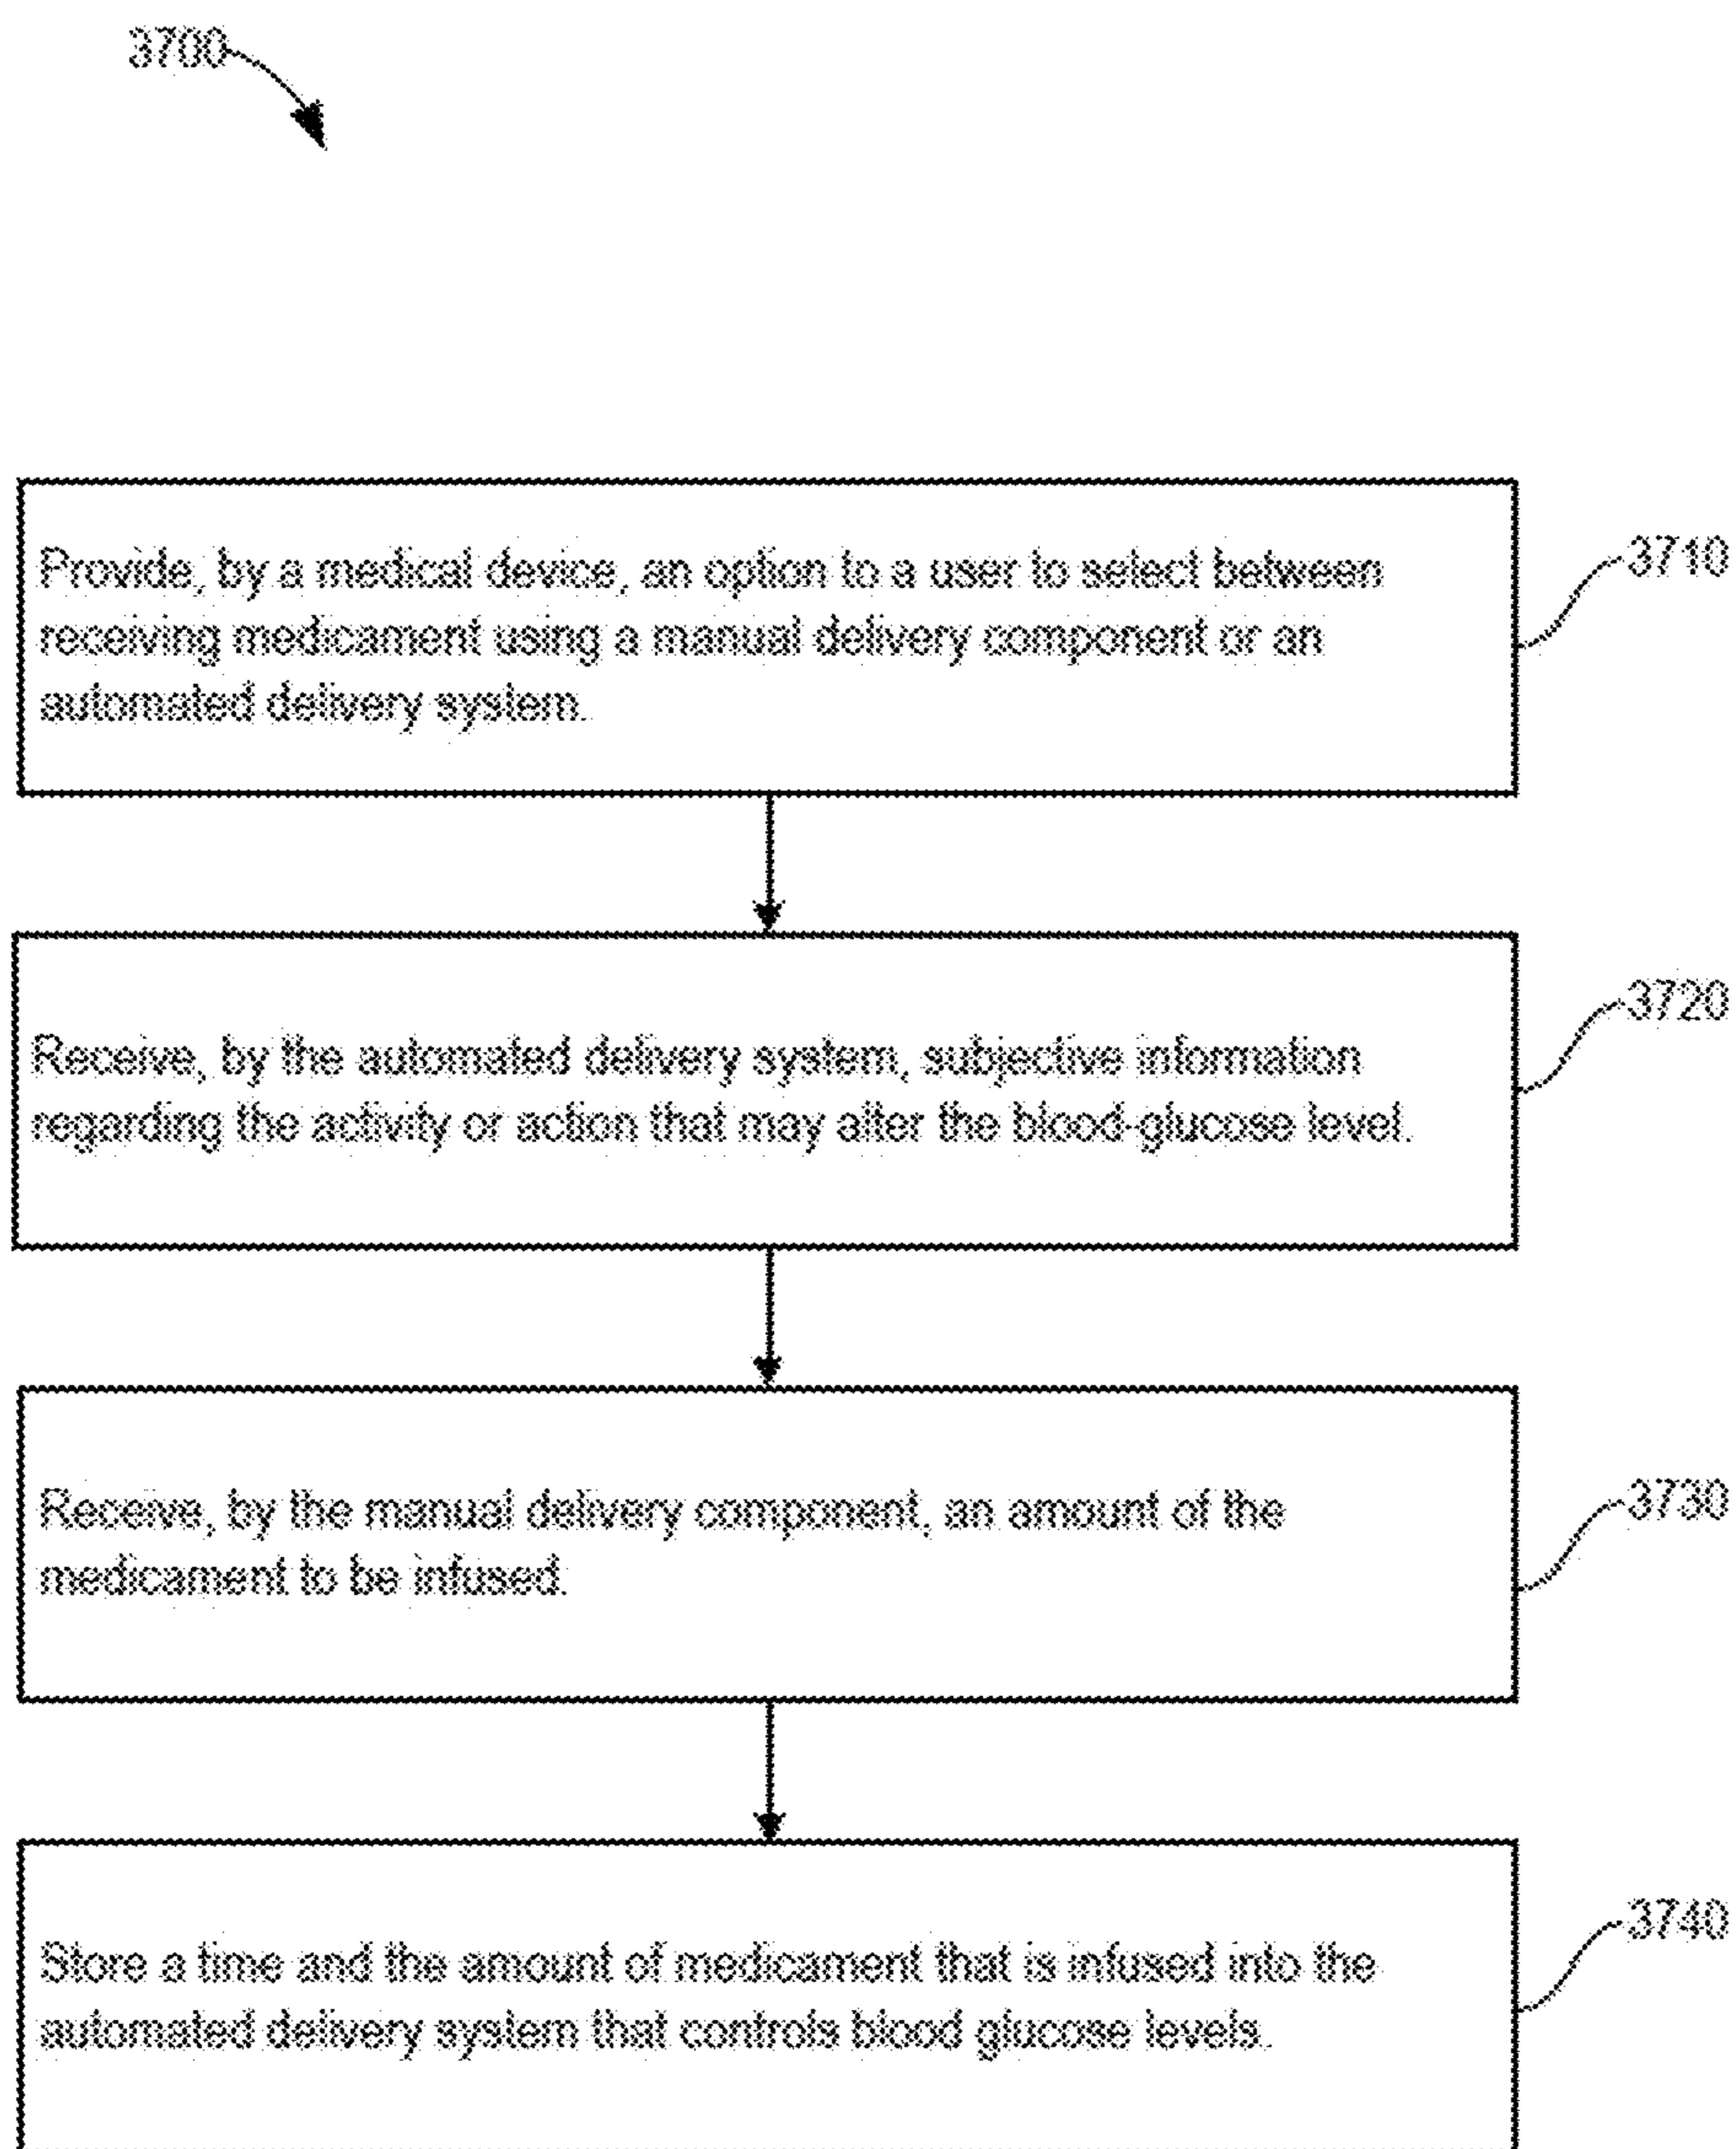 3700
Provide, by a medical device, an option to a user to select between
receiving medicament using a manual delivery component or an
automated delivery system.
3710
Receive, by the automated delivery system, subjective information
regarding the activity or action that may alter the blood-glucose level.
3720
Receive, by the manual delivery component, an amount of the
medicament to be infused.
3730
Store a time and the amount of medicament that is infused into the
automated delivery system that controls blood glucose levels.
3740